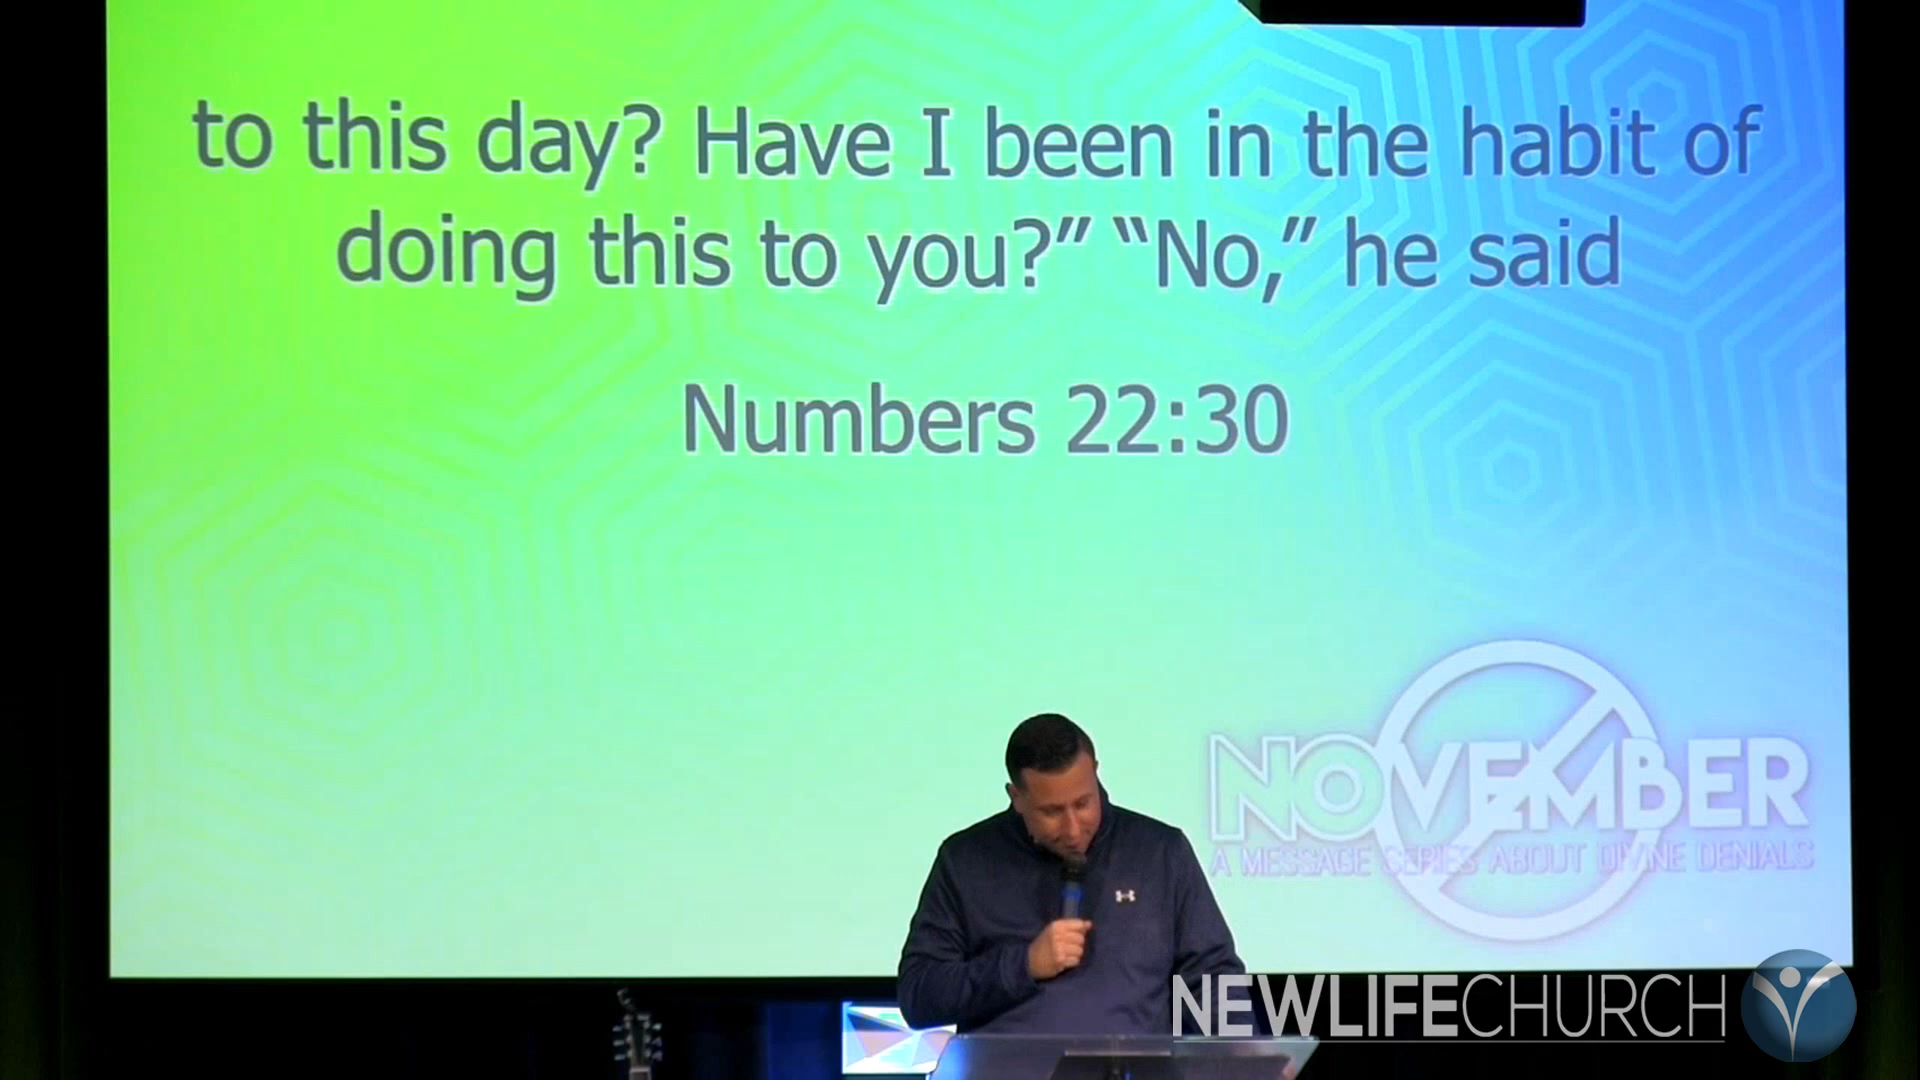 to this day? Have I been in the habit of
doing this to you?” “No,” he said
Numbers 22:30
NOVEMBER
A MESSAGE SERIES ABOUT DIVINE DENIALS
NEWLIFECHURCH